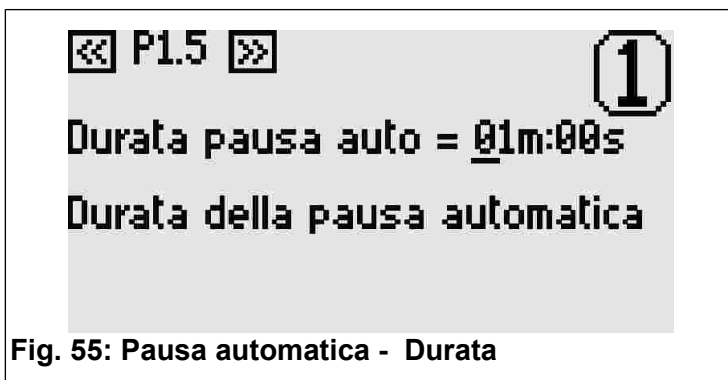 << P1.5 >> 1
Durata pausa auto = 01m:00s
Durata della pausa automatica
Fig. 55: Pausa automatica - Durata